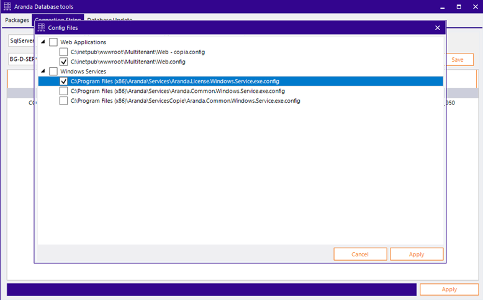 Aranda Database tools
Packages
Connection String
Database Update
SqlServer
Save
Config Files
Web Applications
C:\inetpub\wwwroot\Multitenant\Web - copia.config
C:\inetpub\wwwroot\Multitenant\Web.config
Windows Services
C:\Program Files (x86)\Aranda\Services\Aranda.License.Windows.Service.exe.config
C:\Program Files (x86)\Aranda\Services\Aranda.Common.Windows.Service.exe.config
C:\Program Files (x86)\Aranda\ServicesCopia\Aranda.Common.Windows.Service.exe.config
Cancel
Apply
Apply